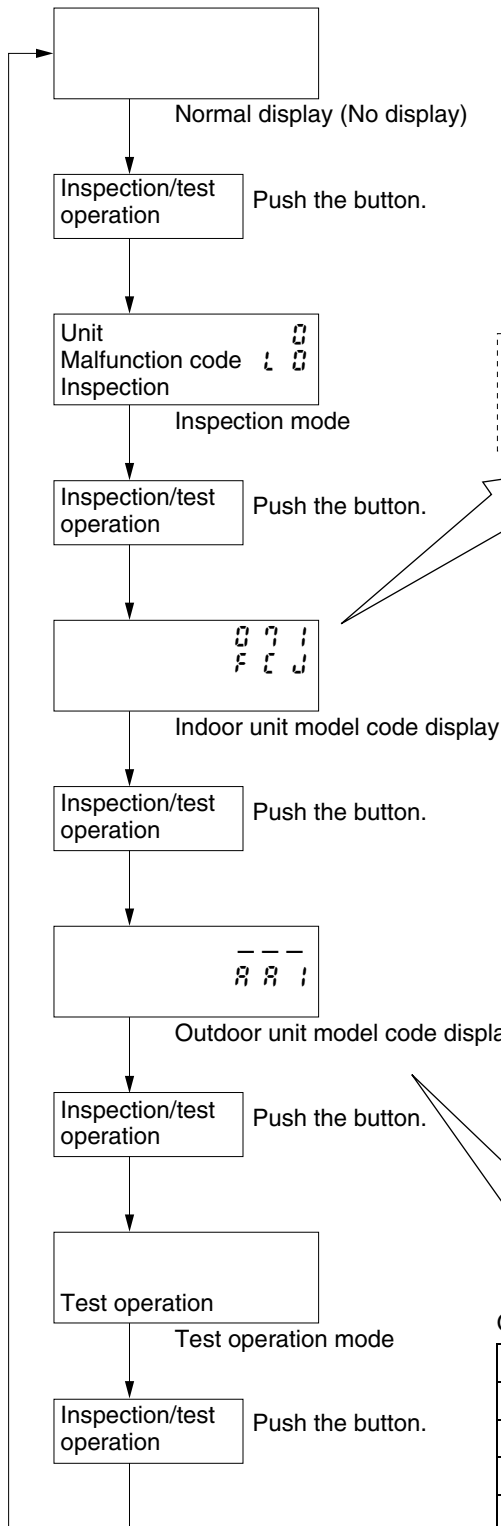 Normal display (No display)
Inspection/test
operation
Push the button.
Unit 0
Malfunction code L 0
Inspection
Inspection mode
Inspection/test
operation
Push the button.
0 7 1
F C J
Indoor unit model code display
Inspection/test
operation
Push the button.
– – –
A A 1
Outdoor unit model code displa
Inspection/test
operation
Push the button.
Test operation
Test operation mode
Inspection/test
operation
Push the button.